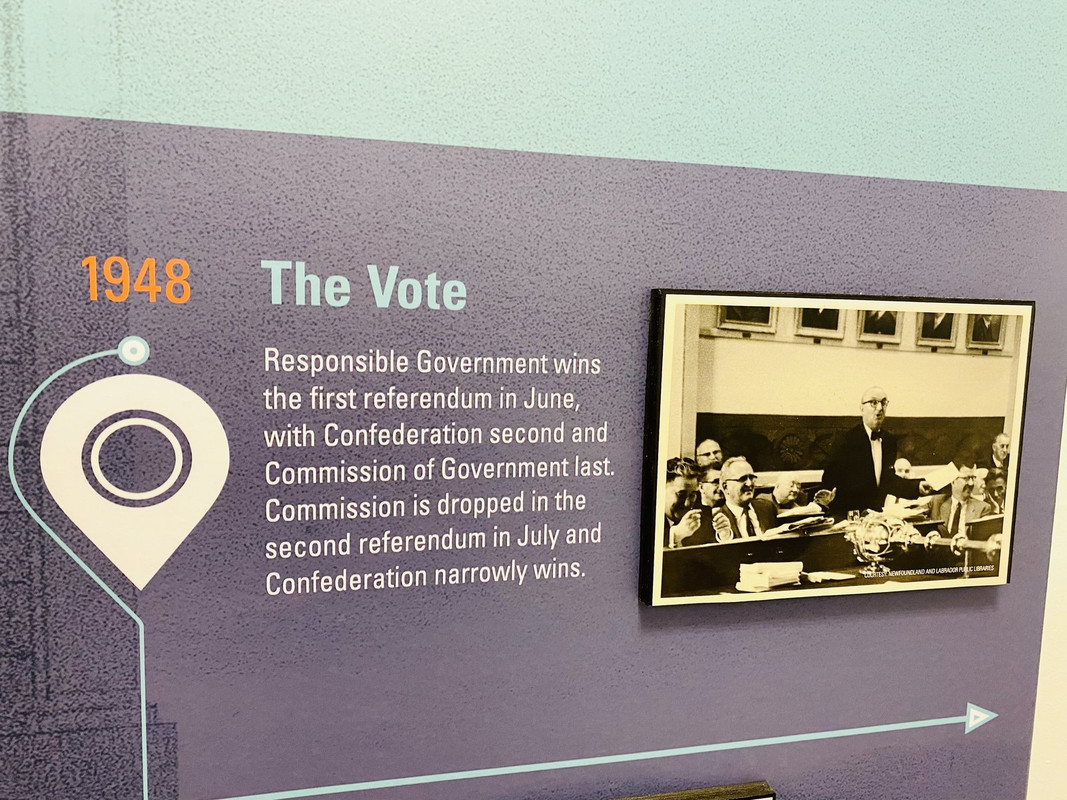 1948
The Vote
Responsible Government wins
the first referendum in June,
with Confederation second and
Commission of Government last.
Commission is dropped in the
second referendum in July and
Confederation narrowly wins.
COURTESY, NEWFOUNDLAND AND LABRADOR PUBLIC LIBRARIES.